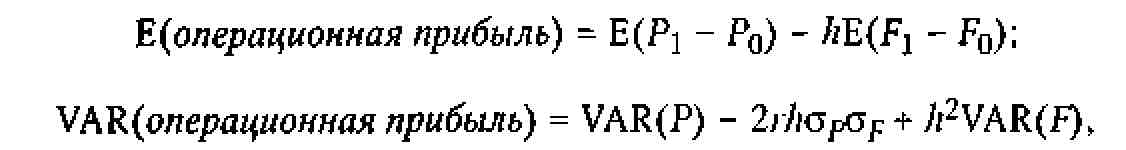 E(операционная прибыль) = E(P₁ − P₀) − hE(F₁ − F₀);
VAR(операционная прибыль) = VAR(P) − 2rhσ_Pσ_F + h²VAR(F),